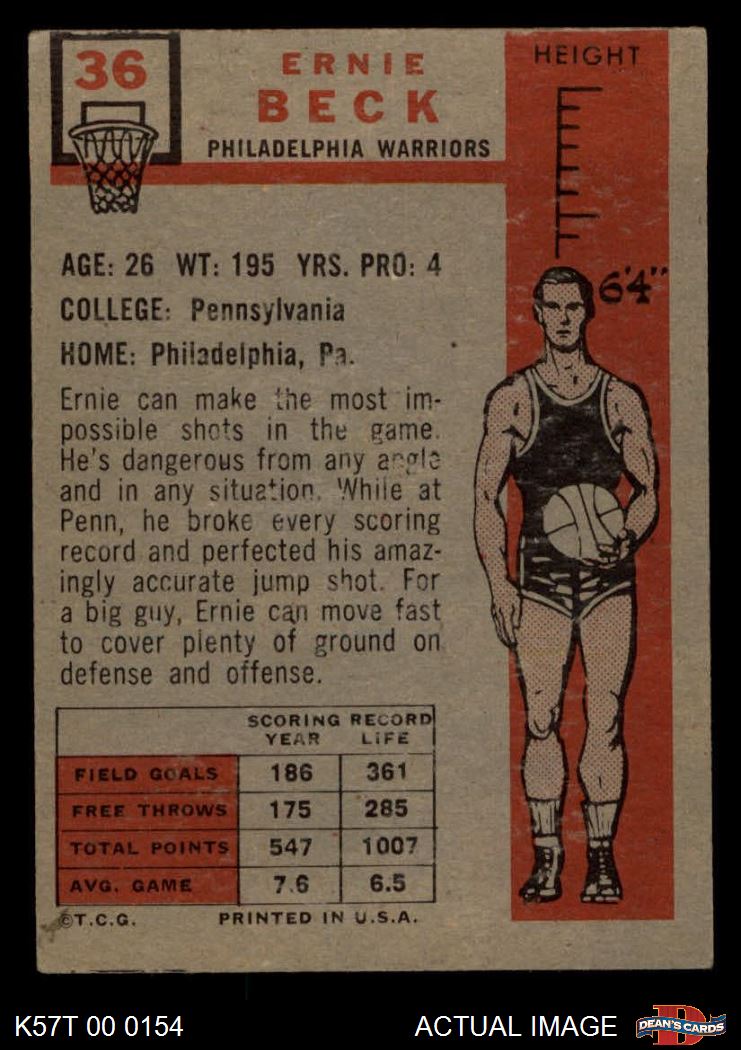 36
ERNIE
BECK
PHILADELPHIA WARRIORS
HEIGHT
6'4"
AGE: 26 WT: 195 YRS. PRO: 4
COLLEGE: Pennsylvania
HOME: Philadelphia, Pa.
Ernie can make the most im-
possible shots in the game.
He's dangerous from any angle
and in any situation. While at
Penn, he broke every scoring
record and perfected his amaz-
ingly accurate jump shot. For
a big guy, Ernie can move fast
to cover plenty of ground on
defense and offense.
SCORING RECORD
YEAR LIFE
FIELD GOALS 186 361
FREE THROWS 175 285
TOTAL POINTS 547 1007
AVG. GAME 7.6 6.5
©T.C.G. PRINTED IN U.S.A.
K57T 00 0154 ACTUAL IMAGE DEAN'S CARDS